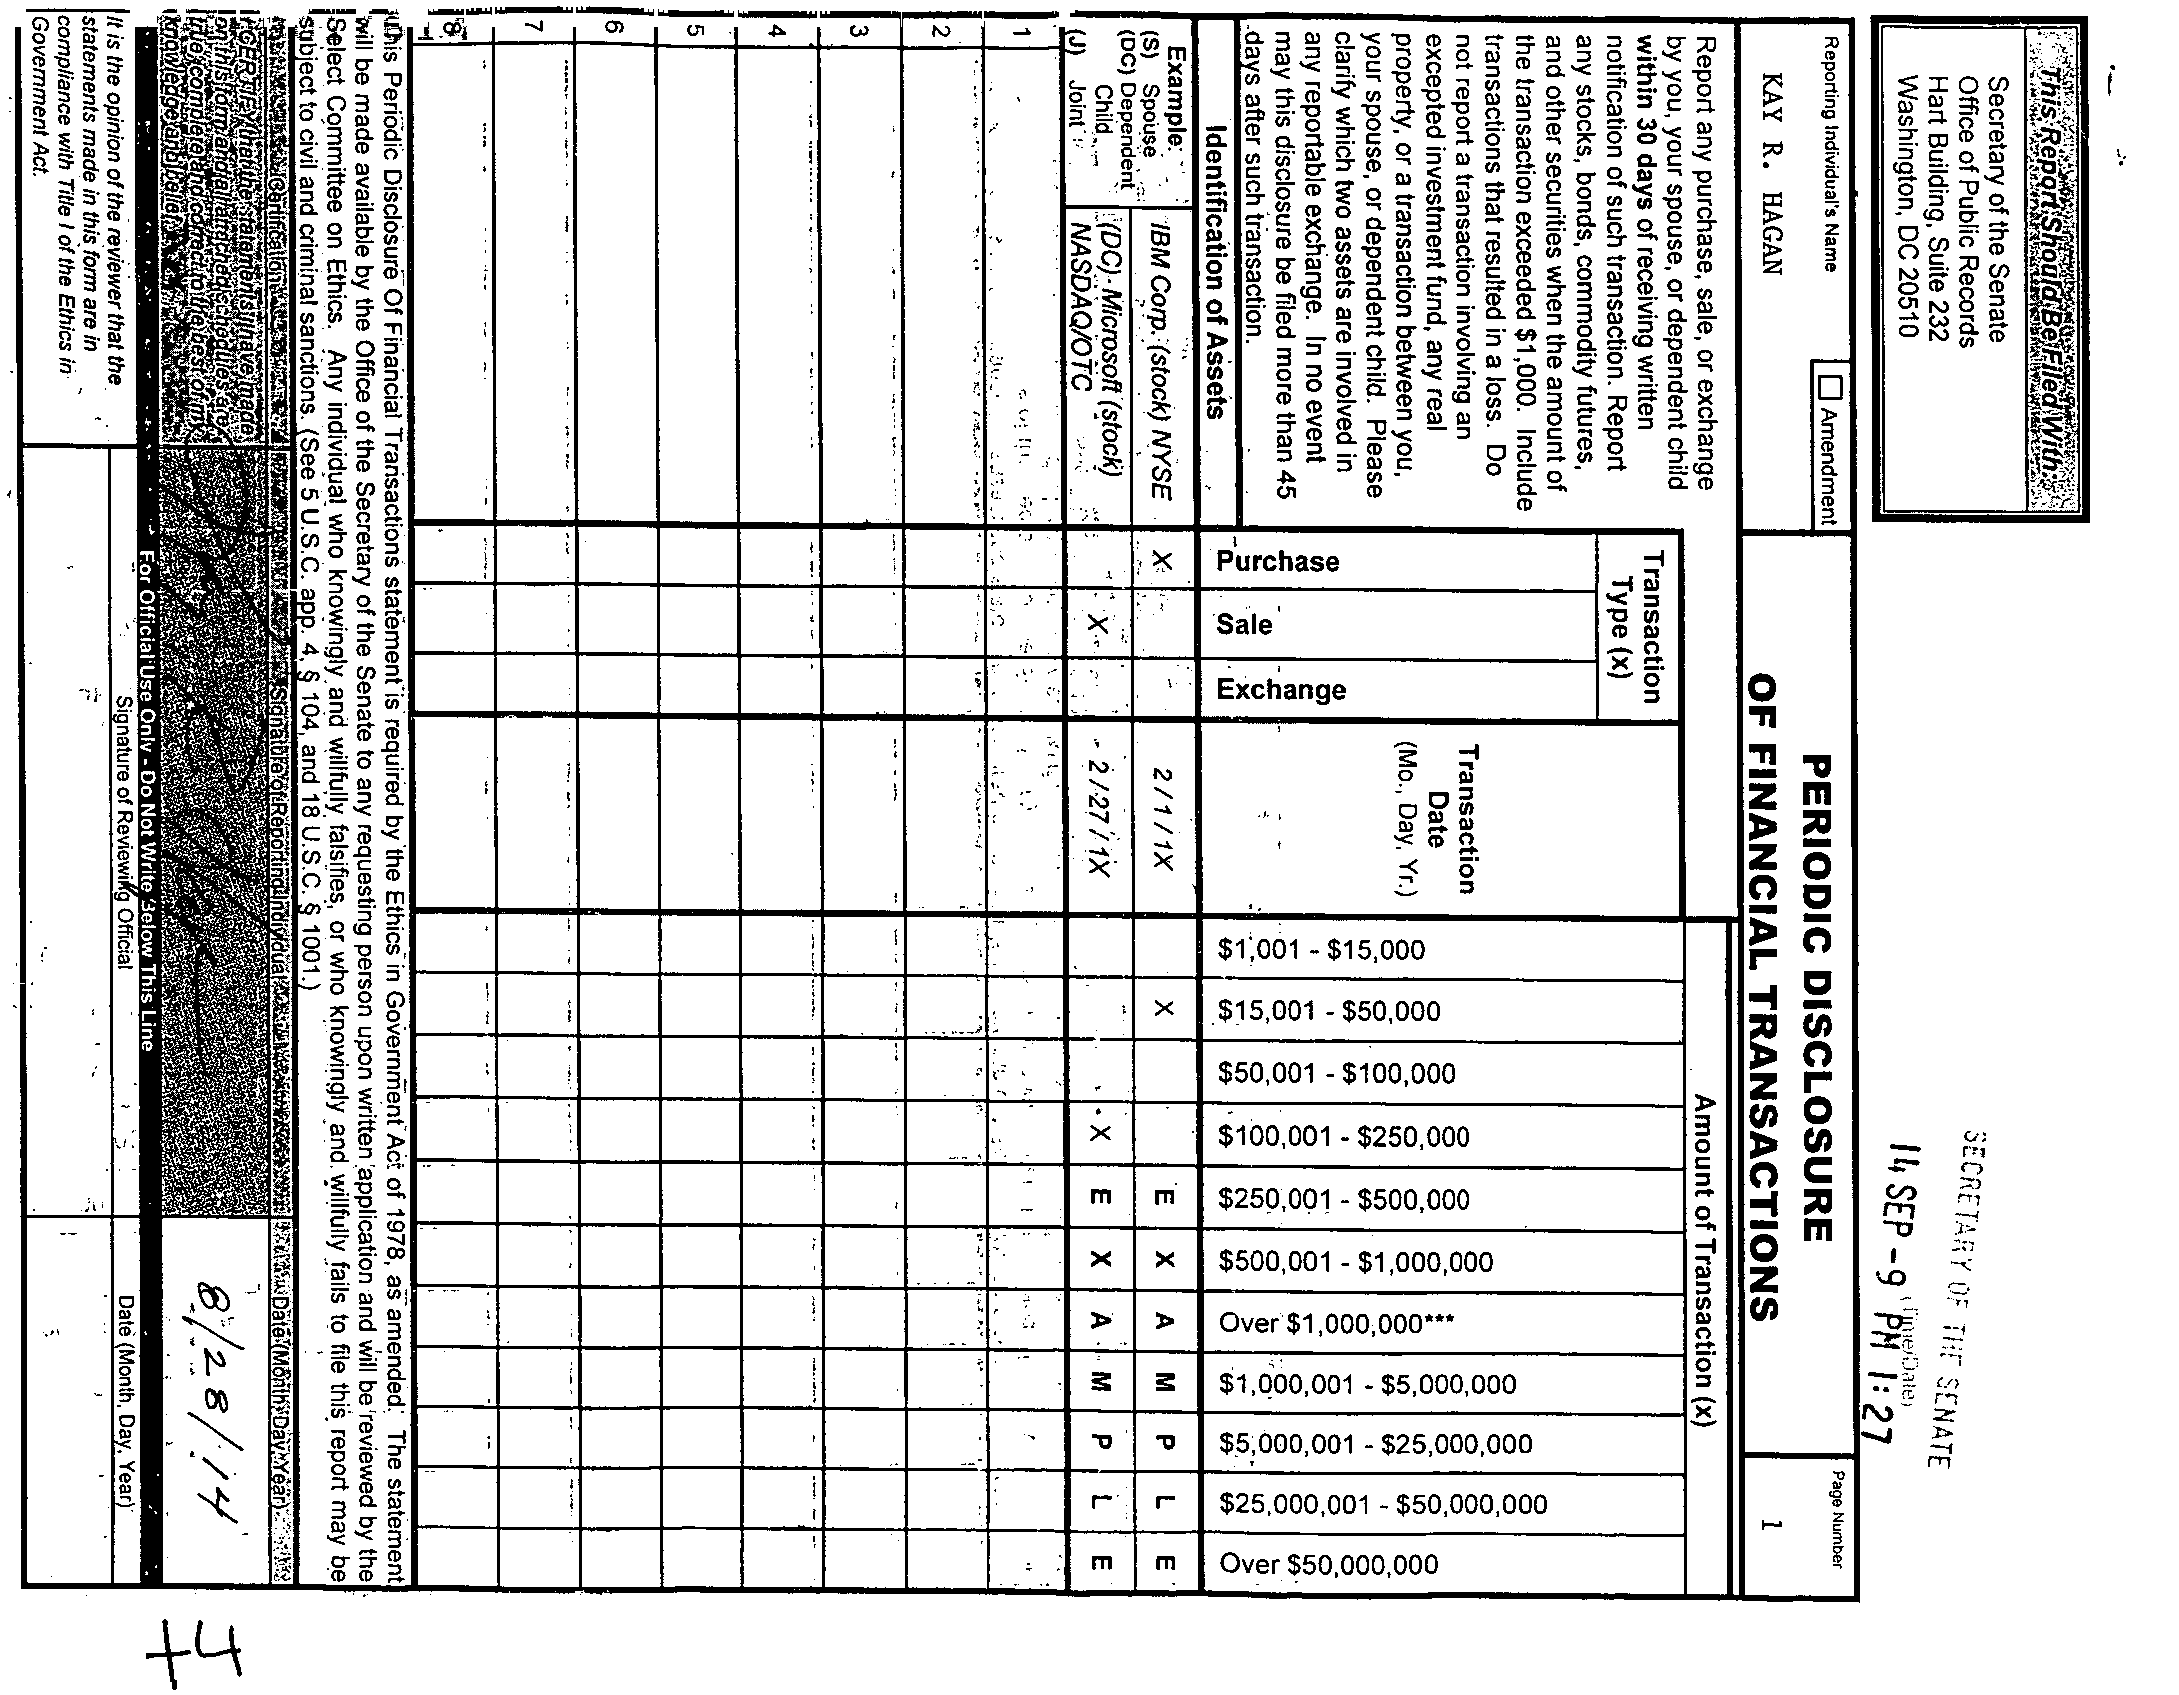 This Report Should Be Filed With:
Secretary of the Senate
Office of Public Records
Hart Building, Suite 232
Washington, DC 20510
SECRETARY OF THE SENATE
(Time/Date)
14 SEP -9 PM 1:27
Reporting Individual's Name
Amendment
KAY R. HAGAN
PERIODIC DISCLOSURE
OF FINANCIAL TRANSACTIONS
Page Number
1
Report any purchase, sale, or exchange
by you, your spouse, or dependent child
within 30 days of receiving written
notification of such transaction. Report
any stocks, bonds, commodity futures,
and other securities when the amount of
the transaction exceeded $1,000. Include
transactions that resulted in a loss. Do
not report a transaction involving an
excepted investment fund, any real
property, or a transaction between you,
your spouse, or dependent child. Please
clarify which two assets are involved in
any reportable exchange. In no event
may this disclosure be filed more than 45
days after such transaction.
Identification of Assets
Transaction
Type (x)
Purchase
Sale
Exchange
Transaction
Date
(Mo., Day, Yr.)
Amount of Transaction (x)
$1,001 - $15,000
$15,001 - $50,000
$50,001 - $100,000
$100,001 - $250,000
$250,001 - $500,000
$500,001 - $1,000,000
Over $1,000,000***
$1,000,001 - $5,000,000
$5,000,001 - $25,000,000
$25,000,001 - $50,000,000
Over $50,000,000
Example:
(S) Spouse
(DC) Dependent
Child
(J) Joint
IBM Corp. (stock) NYSE X 2/1/1X X E X A M P L E
(DC) Microsoft (stock)
NASDAQ/OTC X 2/27/1X X E X A M P L E
1
2
3
4
5
6
7
8
This Periodic Disclosure Of Financial Transactions statement is required by the Ethics in Government Act of 1978, as amended. The statement
will be made available by the Office of the Secretary of the Senate to any requesting person upon written application and will be reviewed by the
Select Committee on Ethics. Any individual who knowingly and willfully falsifies, or who knowingly and willfully fails to file this report may be
subject to civil and criminal sanctions. (See 5 U.S.C. app. 4, § 104, and 18 U.S.C. § 1001.)
Certification
Signature of Reporting Individual
Date (Month, Day, Year)
I CERTIFY that the statements I have made
on this form and all attached schedules are
true, complete and correct to the best of my
knowledge and belief.
8/28/14
For Official Use Only - Do Not Write Below This Line
It is the opinion of the reviewer that the
statements made in this form are in
compliance with Title I of the Ethics in
Government Act.
Signature of Reviewing Official
Date (Month, Day, Year)